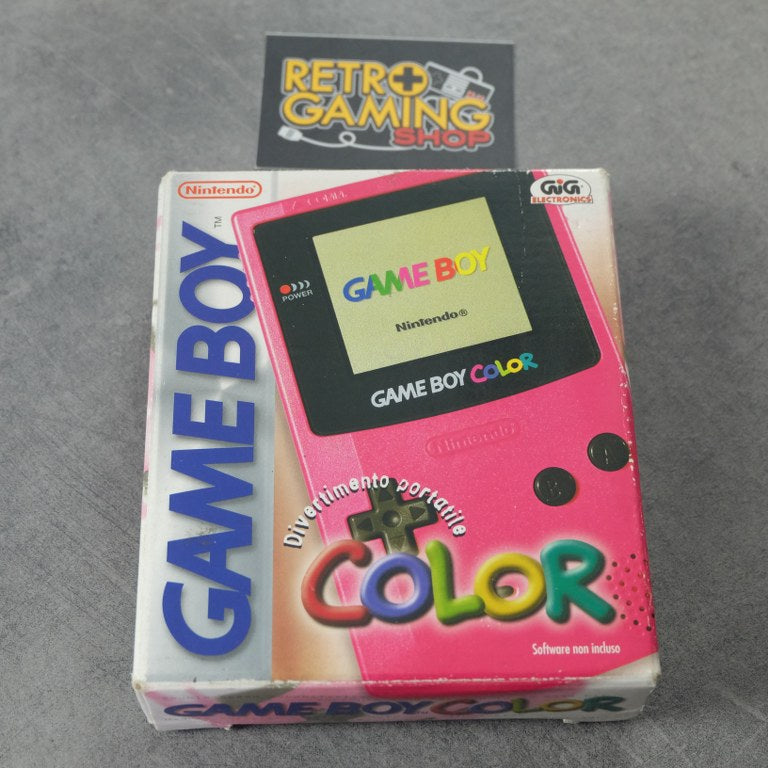 RETRO
GAMING
SHOP
Nintendo®
GiG
ELECTRONICS
GAME BOY™
POWER
GAME BOY
Nintendo®
GAME BOY COLOR
Nintendo
A
B
Divertimento portatile
COLOR
Software non incluso
GAME BOY COLOR